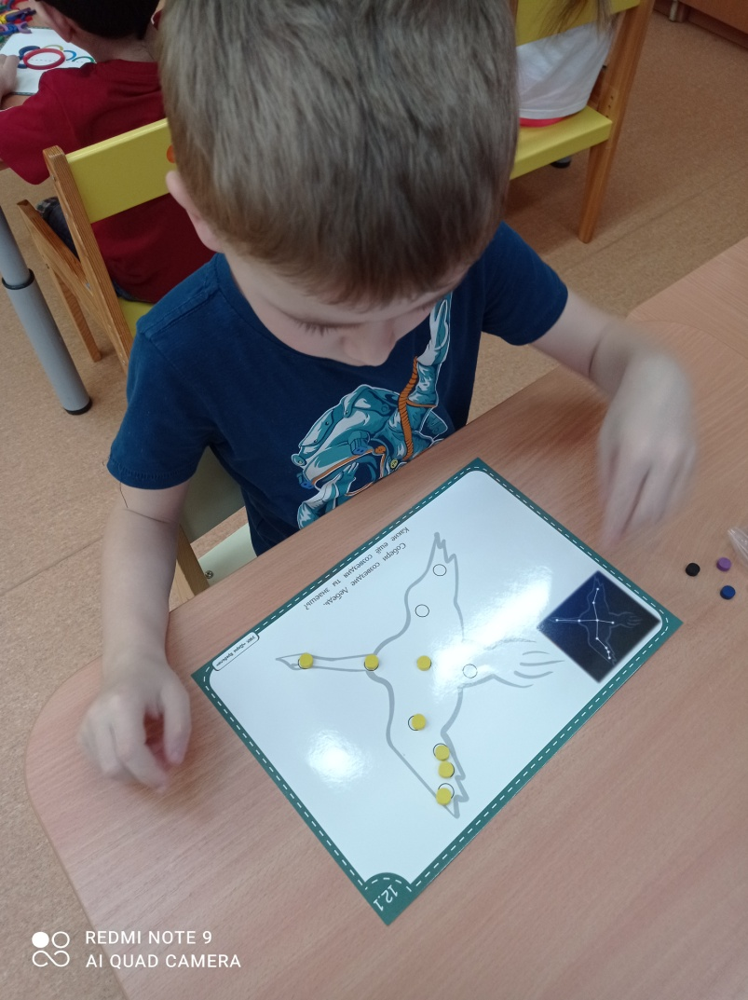 Собери созвездие Лебедь.
Какие ещё созвездия ты знаешь?
12.1
REDMI NOTE 9
AI QUAD CAMERA